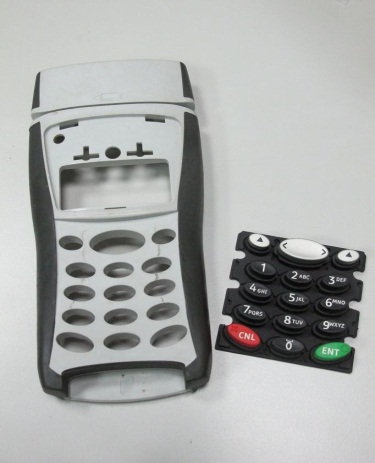 1 2 ABC 3 DEF
4 GHI 5 JKL 6 MNO
7 PQRS 8 TUV 9 WXYZ
CNL 0 ENT